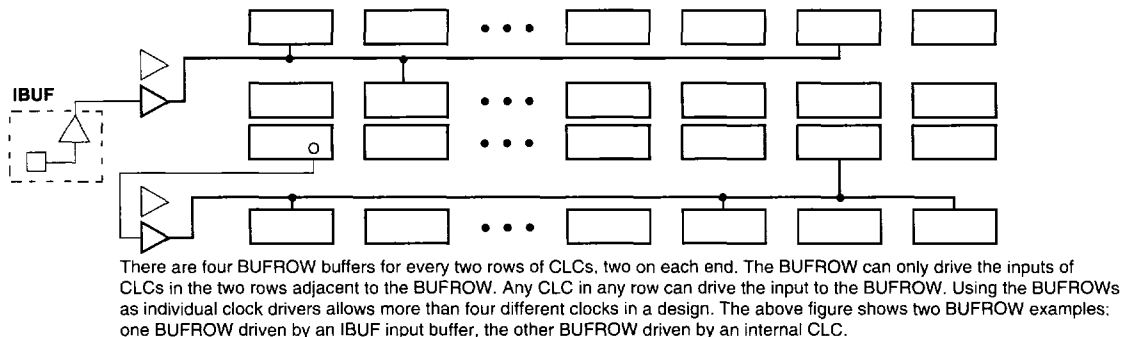 IBUF
O
There are four BUFROW buffers for every two rows of CLCs, two on each end. The BUFROW can only drive the inputs of
CLCs in the two rows adjacent to the BUFROW. Any CLC in any row can drive the input to the BUFROW. Using the BUFROWs
as individual clock drivers allows more than four different clocks in a design. The above figure shows two BUFROW examples:
one BUFROW driven by an IBUF input buffer, the other BUFROW driven by an internal CLC.